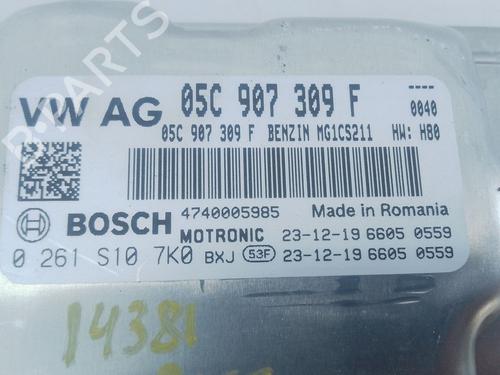 B PARTS
VW AG 05C 907 309 F ---- 0040
05C 907 309 F BENZIN MG1CS211 HW: H80
BOSCH 4740005985 Made in Romania
MOTRONIC 23-12-19 6605 0559
0 261 S10 7K0 BXJ 53F 23-12-19 6605 0559
14381